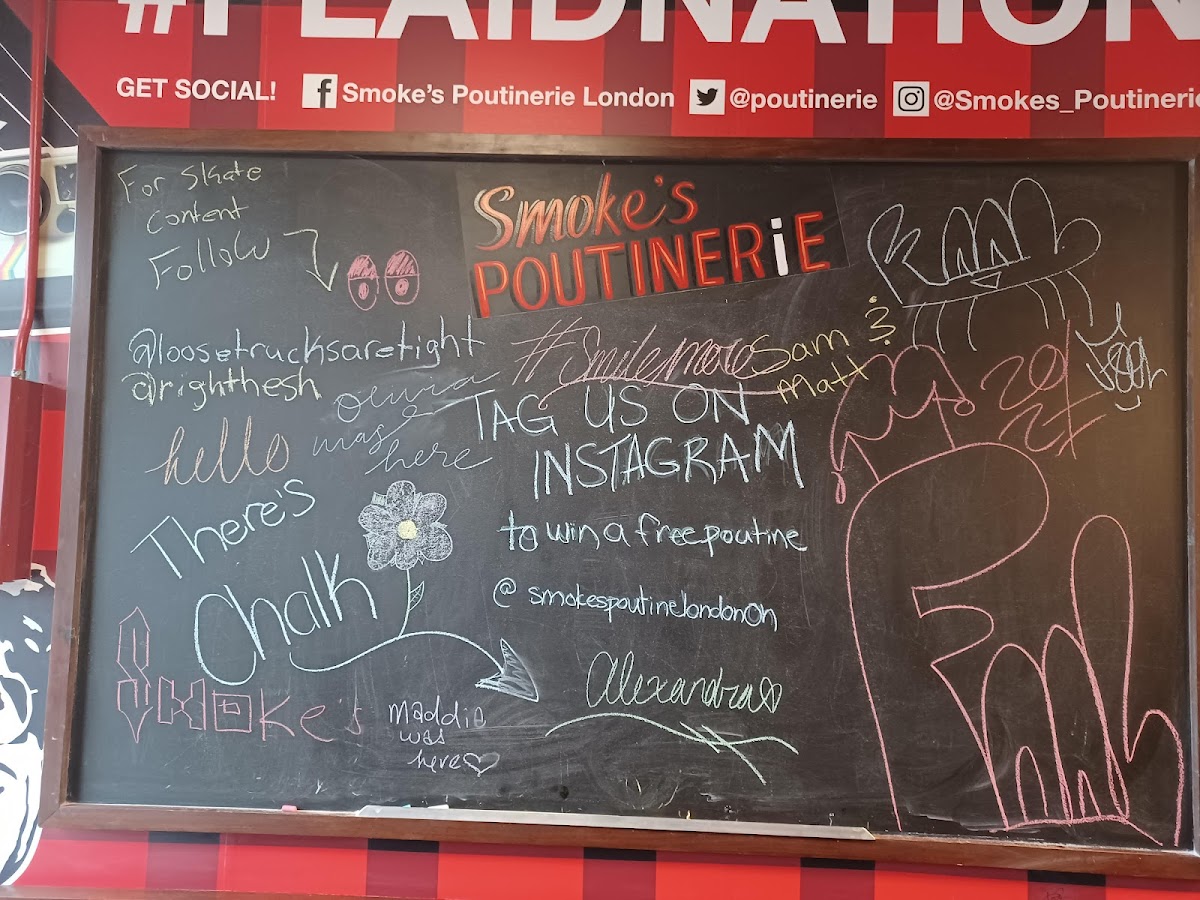 #PLAIDNATION
GET SOCIAL! f Smoke's Poutinerie London @poutinerie @Smokes_Poutinerie
For Skate
Content
Follow
Smoke's
POUTINERiE
@loosetrucksaretight
@righthesh
#Smilemore
Sam &
Matt
olivia
was
here
hello
TAG US ON
INSTAGRAM
to win a free poutine
@ smokespoutinelondonOn
There's
Chalk
Smoke's
Maddie
was
here
alexandra